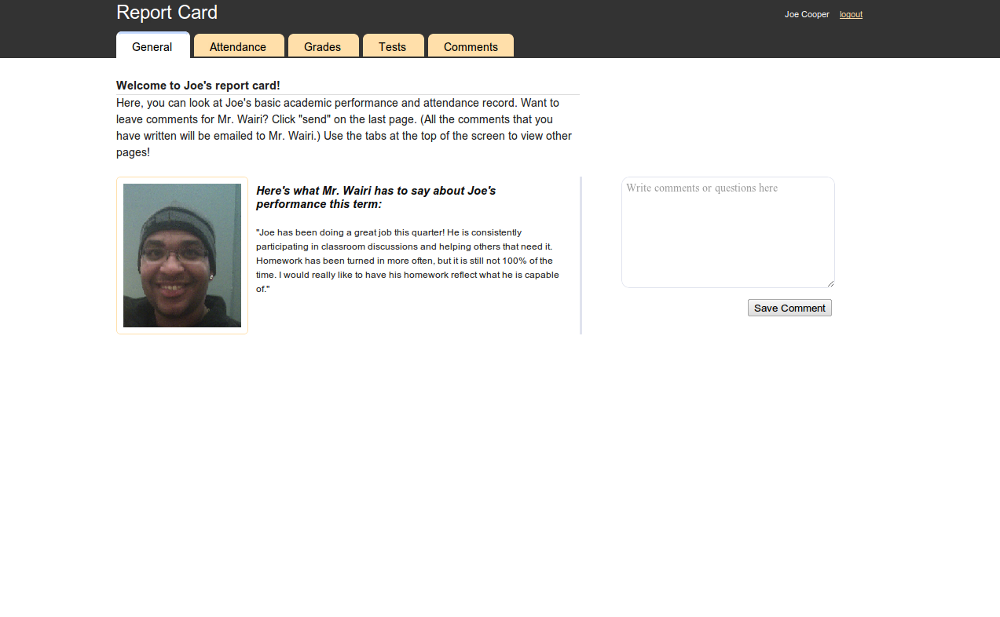 Report Card
Joe Cooper logout
General Attendance Grades Tests Comments
Welcome to Joe's report card!
Here, you can look at Joe's basic academic performance and attendance record. Want to
leave comments for Mr. Wairi? Click "send" on the last page. (All the comments that you
have written will be emailed to Mr. Wairi.) Use the tabs at the top of the screen to view other
pages!
Here's what Mr. Wairi has to say about Joe's
performance this term:
"Joe has been doing a great job this quarter! He is consistently
participating in classroom discussions and helping others that need it.
Homework has been turned in more often, but it is still not 100% of the
time. I would really like to have his homework reflect what he is capable
of."
Write comments or questions here
Save Comment